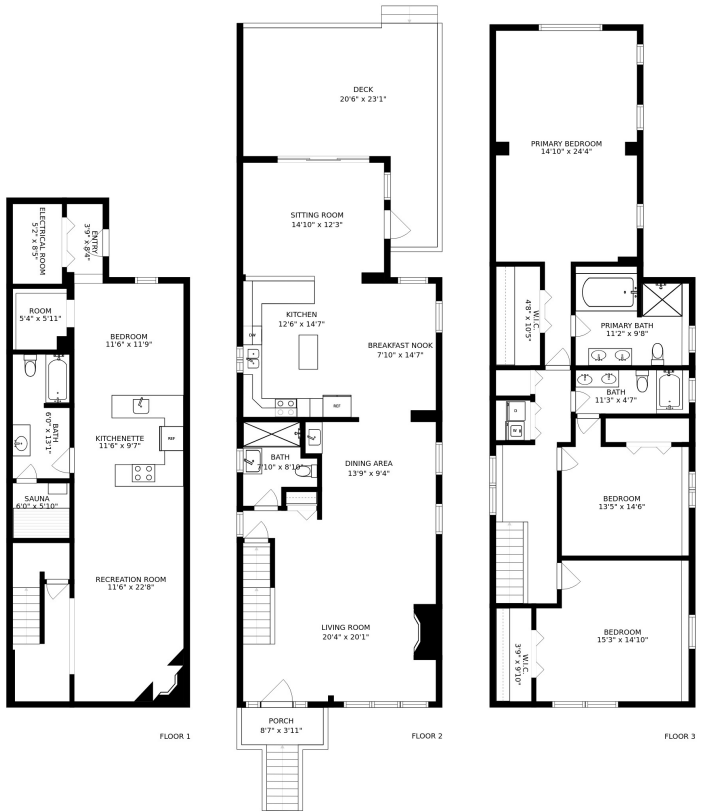 ELECTRICAL ROOM
5'2" x 8'5"
ENTRY
3'9" x 8'4"
ROOM
5'4" x 5'11"
BEDROOM
11'6" x 11'9"
BATH
6'0" x 13'1"
KITCHENETTE
11'6" x 9'7"
REF
SAUNA
6'0" x 5'10"
RECREATION ROOM
11'6" x 22'8"
FLOOR 1
DECK
20'6" x 23'1"
SITTING ROOM
14'10" x 12'3"
KITCHEN
12'6" x 14'7"
DW
BREAKFAST NOOK
7'10" x 14'7"
REF
BATH
7'10" x 8'10"
DINING AREA
13'9" x 9'4"
LIVING ROOM
20'4" x 20'1"
PORCH
8'7" x 3'11"
FLOOR 2
PRIMARY BEDROOM
14'10" x 24'4"
W.I.C.
4'8" x 10'5"
PRIMARY BATH
11'2" x 9'8"
BATH
11'3" x 4'7"
D
W
BEDROOM
13'5" x 14'6"
BEDROOM
15'3" x 14'10"
W.I.C.
3'9" x 9'10"
FLOOR 3